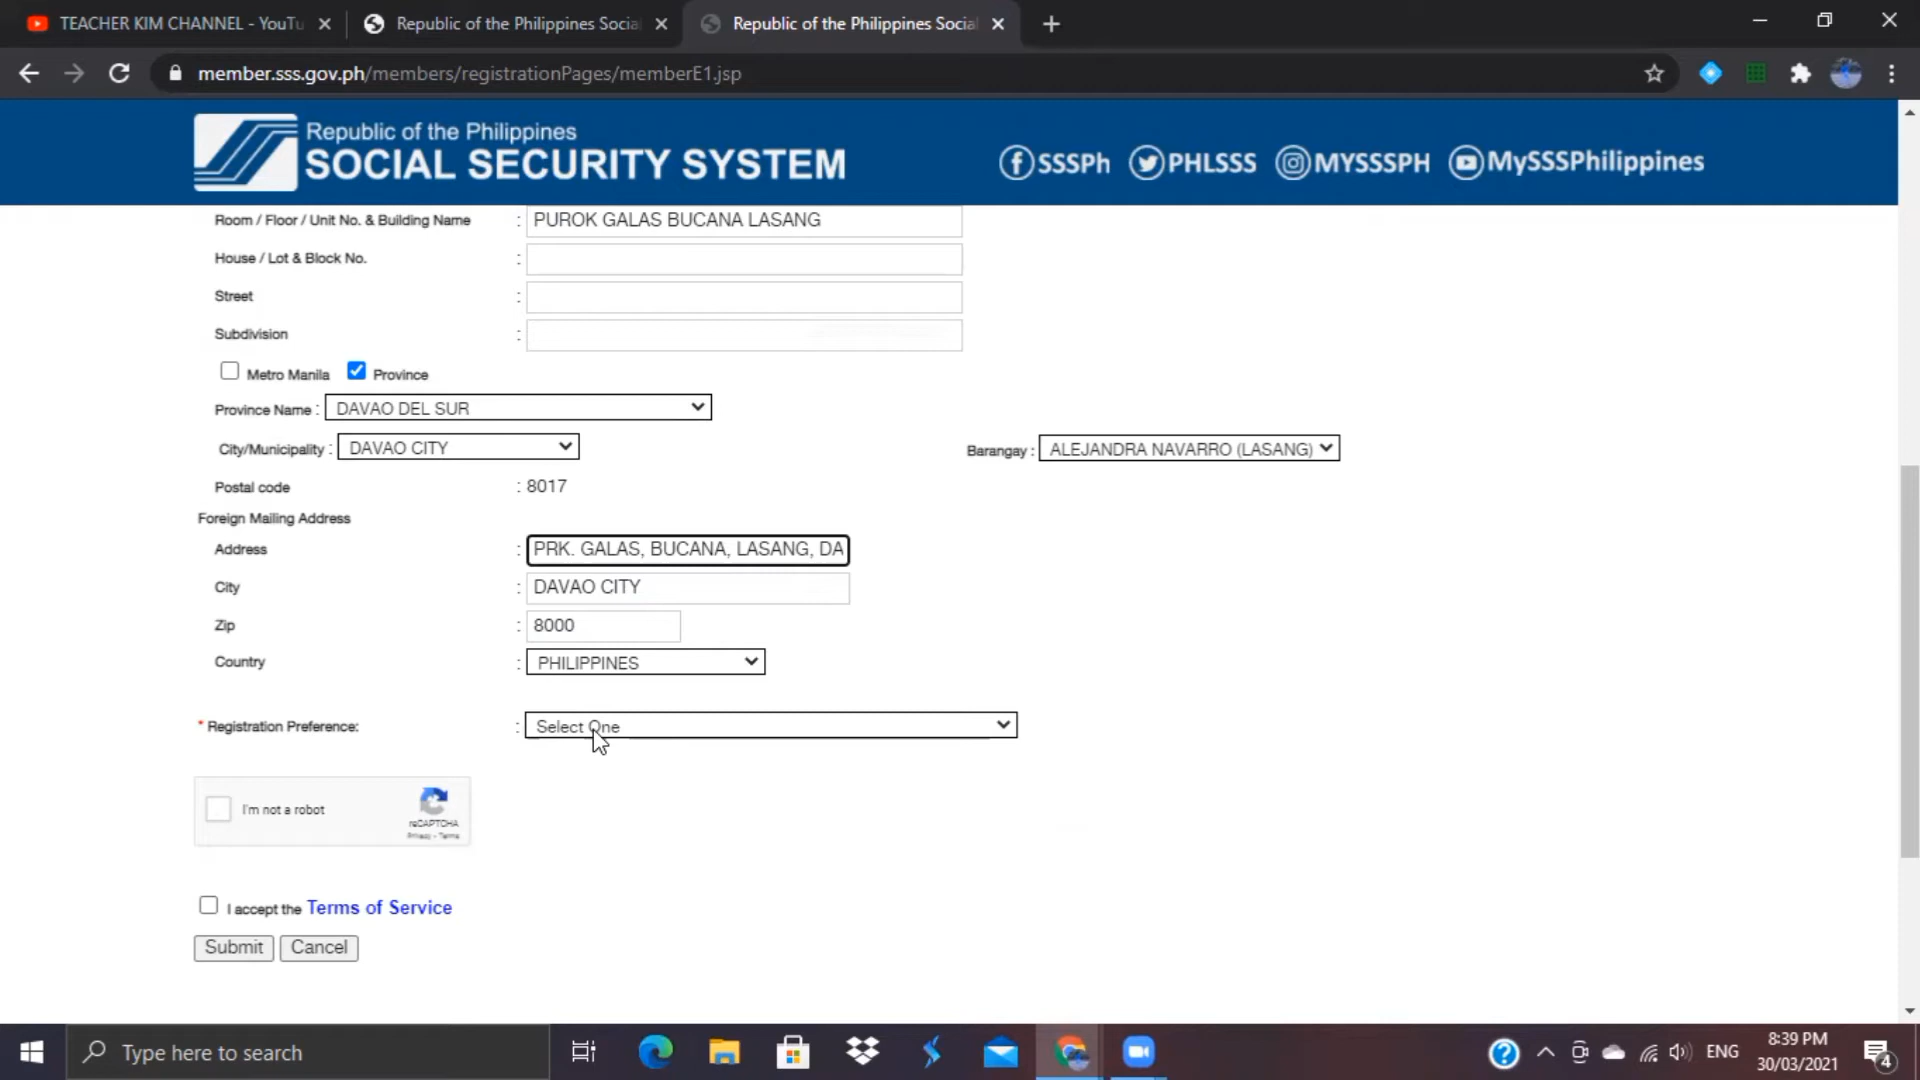 TEACHER KIM CHANNEL - YouTu
Republic of the Philippines Socia
Republic of the Philippines Socia
member.sss.gov.ph/members/registrationPages/memberE1.jsp
Republic of the Philippines
SOCIAL SECURITY SYSTEM
SSSPh
PHLSSS
MYSSSPH
MySSSPhilippines
Room / Floor / Unit No. & Building Name : PUROK GALAS BUCANA LASANG
House / Lot & Block No. :
Street :
Subdivision :
Metro Manila Province
Province Name : DAVAO DEL SUR
City/Municipality : DAVAO CITY Barangay : ALEJANDRA NAVARRO (LASANG)
Postal code : 8017
Foreign Mailing Address
Address : PRK. GALAS, BUCANA, LASANG, DA
City : DAVAO CITY
Zip : 8000
Country : PHILIPPINES
* Registration Preference: : Select One
I'm not a robot
reCAPTCHA
Privacy - Terms
I accept the Terms of Service
Submit Cancel
Type here to search
ENG
8:39 PM
30/03/2021
4